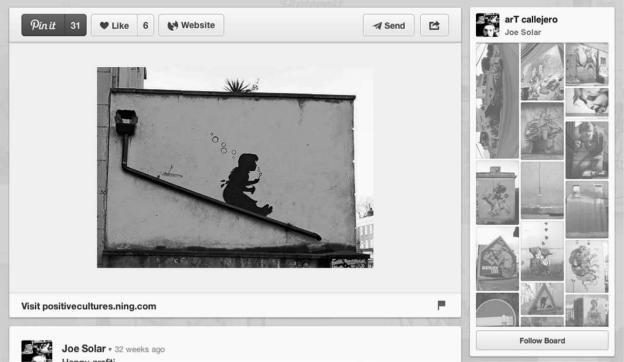 Pin it 31
Like 6
Website
Send
arT callejero
Joe Solar
Visit positivecultures.ning.com
Follow Board
Joe Solar • 32 weeks ago